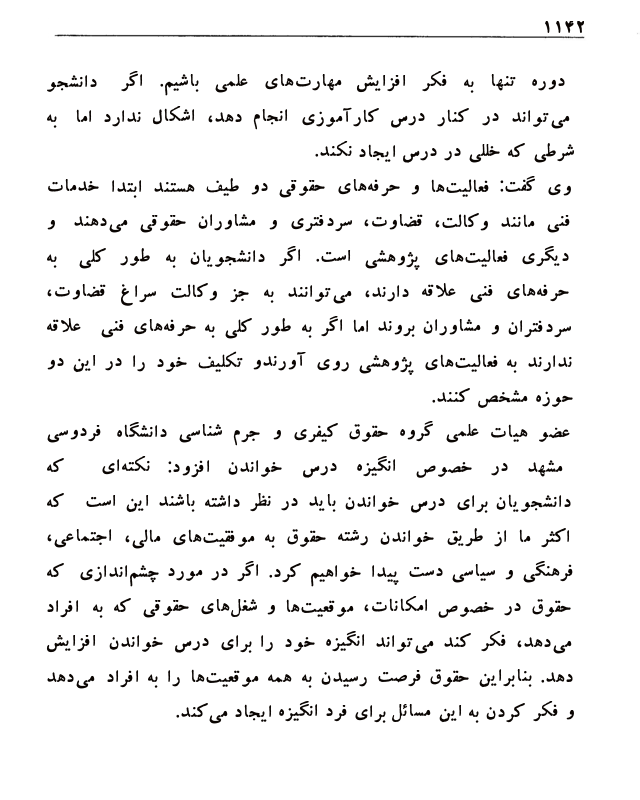 ۱۱۴۲
دوره تنها به فکر افزایش مهارت‌های علمی باشیم. اگر دانشجو
می‌تواند در کنار درس کارآموزی انجام دهد، اشکال ندارد اما به
شرطی که خللی در درس ایجاد نکند.
وی گفت: فعالیت‌ها و حرفه‌های حقوقی دو طیف هستند ابتدا خدمات
فنی مانند وکالت، قضاوت، سردفتری و مشاوران حقوقی می‌دهند و
دیگری فعالیت‌های پژوهشی است. اگر دانشجویان به طور کلی به
حرفه‌های فنی علاقه دارند، می‌توانند به جز وکالت سراغ قضاوت،
سردفتران و مشاوران بروند اما اگر به طور کلی به حرفه‌های فنی علاقه
ندارند به فعالیت‌های پژوهشی روی آورندو تکلیف خود را در این دو
حوزه مشخص کنند.
عضو هیات علمی گروه حقوق کیفری و جرم شناسی دانشگاه فردوسی
مشهد در خصوص انگیزه درس خواندن افزود: نکته‌ای که
دانشجویان برای درس خواندن باید در نظر داشته باشند این است که
اکثر ما از طریق خواندن رشته حقوق به موفقیت‌های مالی، اجتماعی،
فرهنگی و سیاسی دست پیدا خواهیم کرد. اگر در مورد چشم‌اندازی که
حقوق در خصوص امکانات، موقعیت‌ها و شغل‌های حقوقی که به افراد
می‌دهد، فکر کند می‌تواند انگیزه خود را برای درس خواندن افزایش
دهد. بنابراین حقوق فرصت رسیدن به همه موقعیت‌ها را به افراد می‌دهد
و فکر کردن به این مسائل برای فرد انگیزه ایجاد می‌کند.